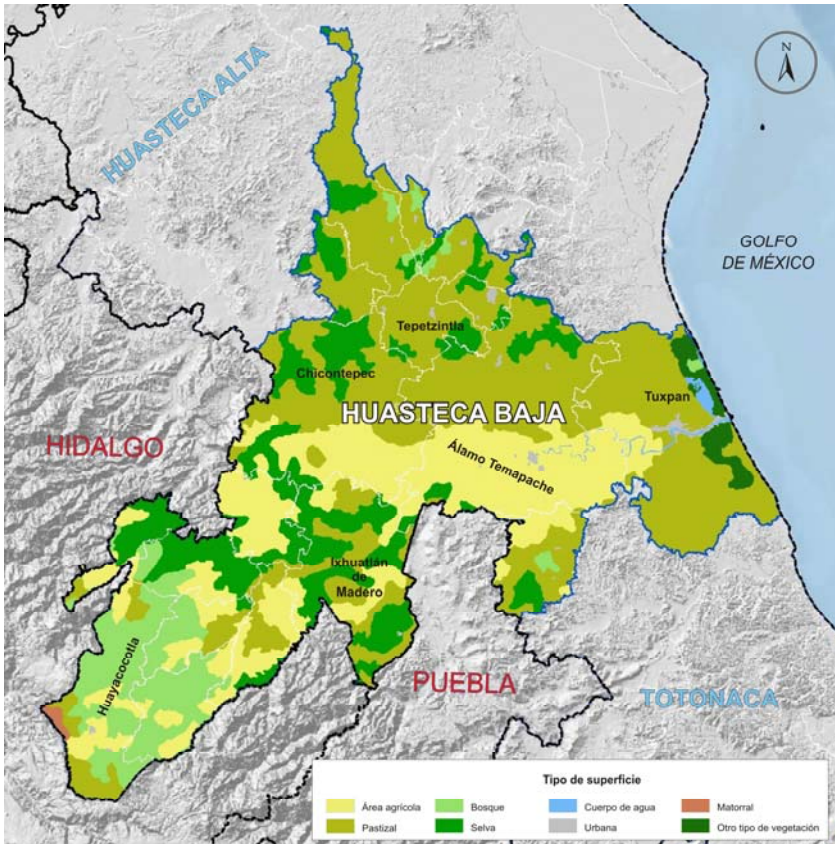 N
HUASTECA ALTA
GOLFO
DE MÉXICO
Tepetzintla
Chicontepec
Tuxpan
HUASTECA BAJA
HIDALGO
Álamo Temapache
Ixhuatlán
de
Madero
Huayacocotla
PUEBLA
TOTONACA
Tipo de superficie
Área agrícola
Bosque
Cuerpo de agua
Matorral
Pastizal
Selva
Urbana
Otro tipo de vegetación